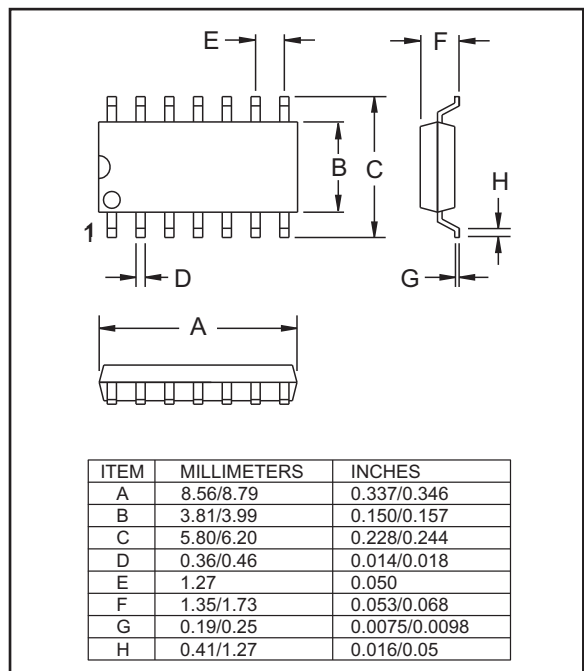 E
F
B
C
H
1
D
G
A
ITEM MILLIMETERS INCHES
A 8.56/8.79 0.337/0.346
B 3.81/3.99 0.150/0.157
C 5.80/6.20 0.228/0.244
D 0.36/0.46 0.014/0.018
E 1.27 0.050
F 1.35/1.73 0.053/0.068
G 0.19/0.25 0.0075/0.0098
H 0.41/1.27 0.016/0.05